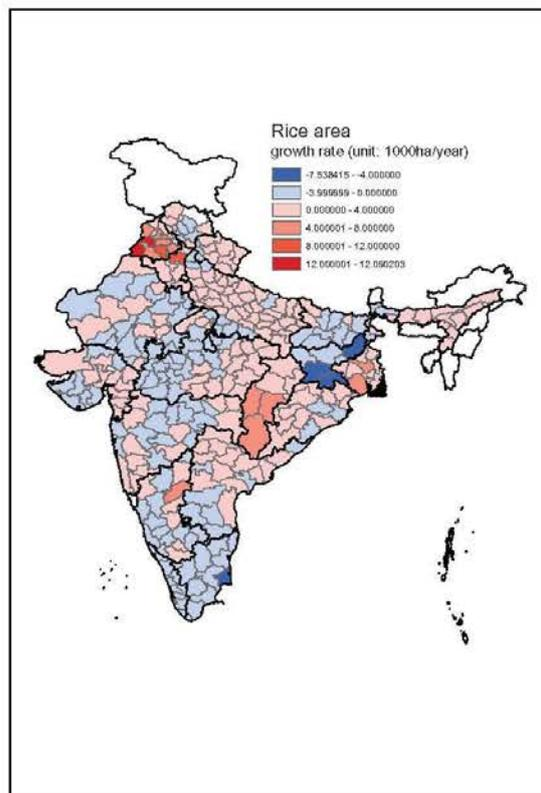 Rice area
growth rate (unit: 1000ha/year)
-7.538415 - -4.000000
-3.999999 - 0.000000
0.000000 - 4.000000
4.000001 - 8.000000
8.000001 - 12.000000
12.000001 - 12.060203